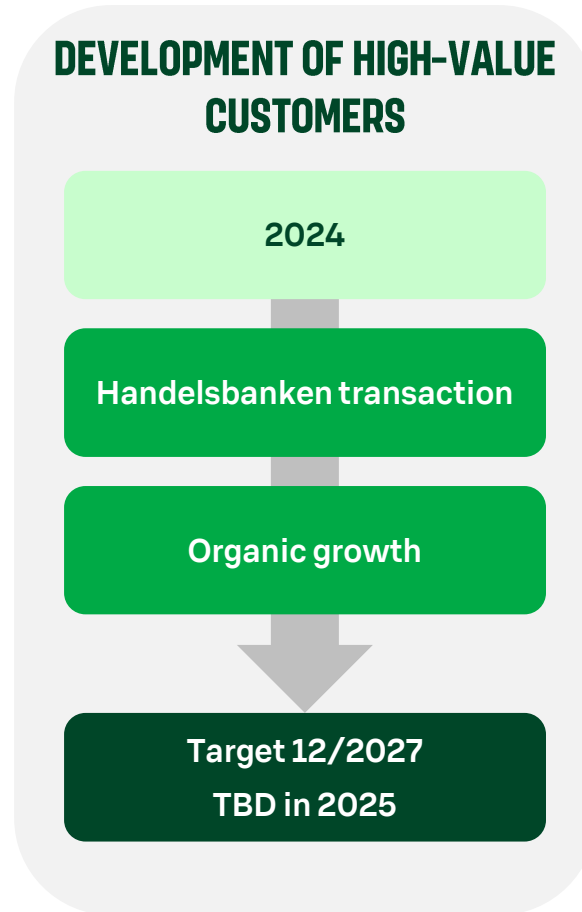 DEVELOPMENT OF HIGH-VALUE
CUSTOMERS
2024
Handelsbanken transaction
Organic growth
Target 12/2027
TBD in 2025